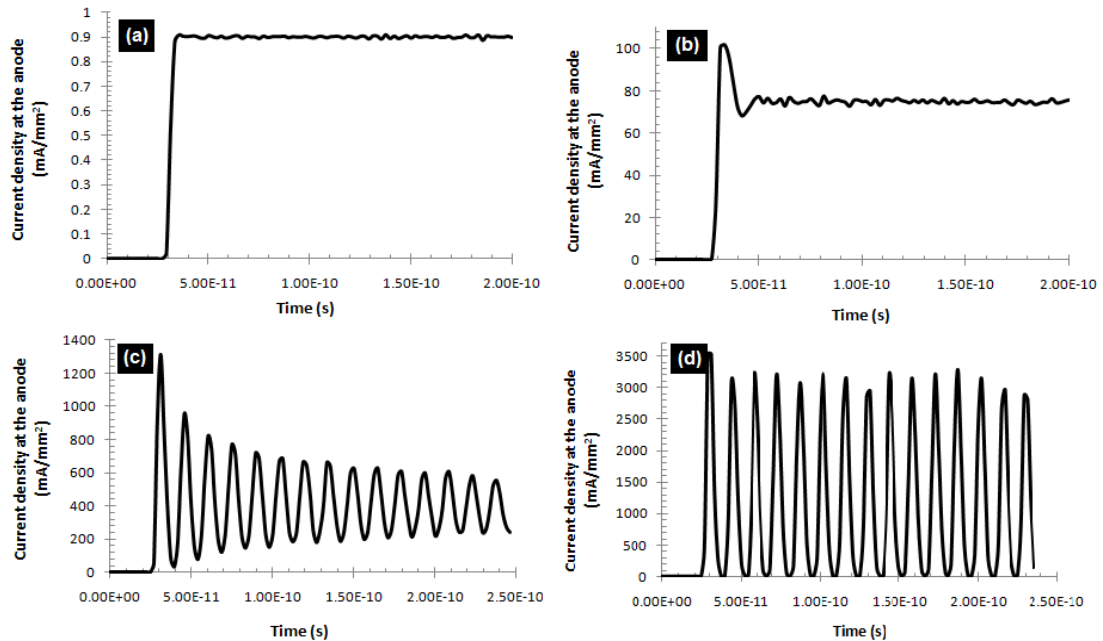 (a)
Current density at the anode
(mA/mm²)
1
0.9
0.8
0.7
0.6
0.5
0.4
0.3
0.2
0.1
0
0.00E+00 5.00E-11 1.00E-10 1.50E-10 2.00E-10
Time (s)
(b)
Current density at the anode
(mA/mm²)
100
80
60
40
20
0
0.00E+00 5.00E-11 1.00E-10 1.50E-10 2.00E-10
Time (s)
(c)
Current density at the anode
(mA/mm²)
1400
1200
1000
800
600
400
200
0
0.00E+00 5.00E-11 1.00E-10 1.50E-10 2.00E-10 2.50E-10
Time (s)
(d)
Current density at the anode
(mA/mm²)
3500
3000
2500
2000
1500
1000
500
0
0.00E+00 5.00E-11 1.00E-10 1.50E-10 2.00E-10 2.50E-10
Time (s)